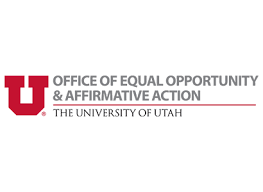 U®
OFFICE OF EQUAL OPPORTUNITY
& AFFIRMATIVE ACTION
THE UNIVERSITY OF UTAH